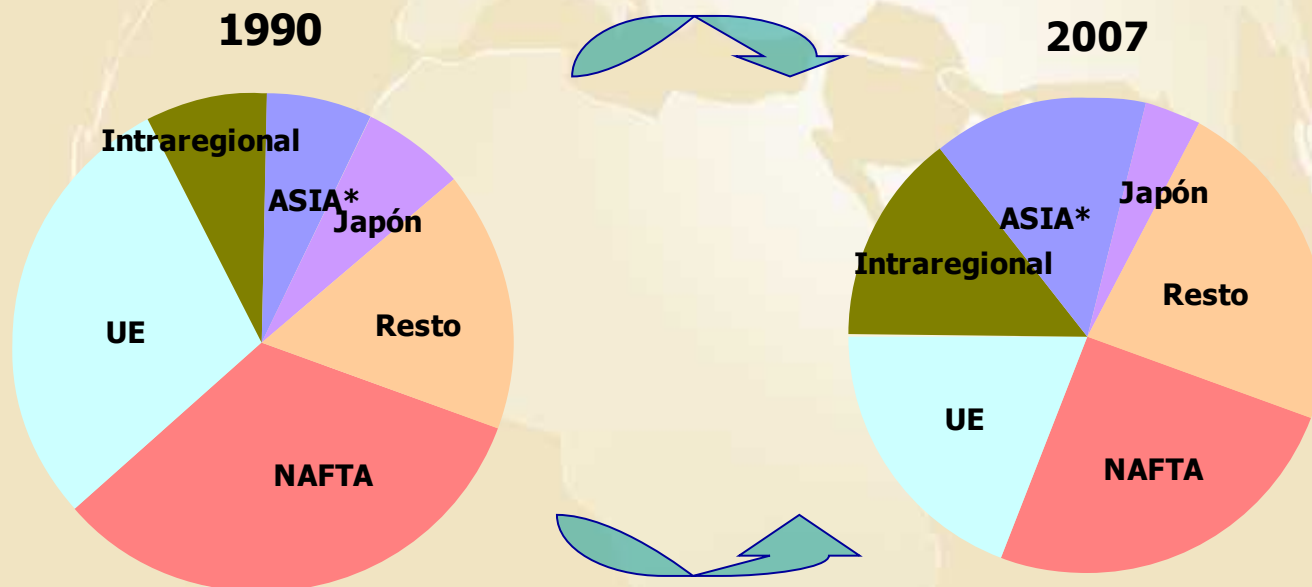 1990
Intraregional
ASIA*
Japón
UE
Resto
NAFTA
2007
Japón
ASIA*
Intraregional
Resto
UE
NAFTA